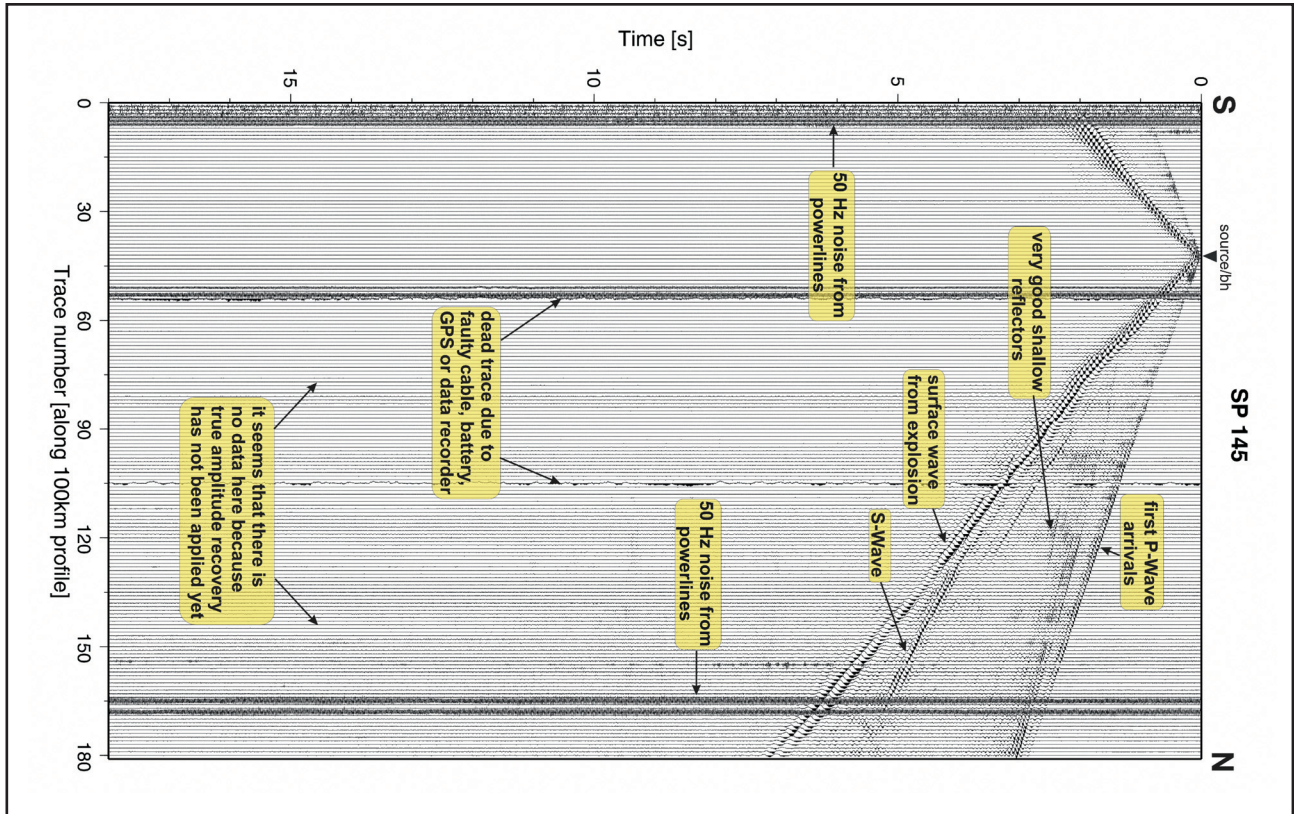 SP 145
S
N
source/bh
Time [s]
0
5
10
15
Trace number [along 100km profile]
0
30
60
90
120
150
180
first P-Wave
arrivals
very good shallow
reflectors
S-Wave
surface wave
from explosion
50 Hz noise from
powerlines
50 Hz noise from
powerlines
dead trace due to
faulty cable, battery,
GPS or data recorder
it seems that there is
no data here because
true amplitude recovery
has not been applied yet